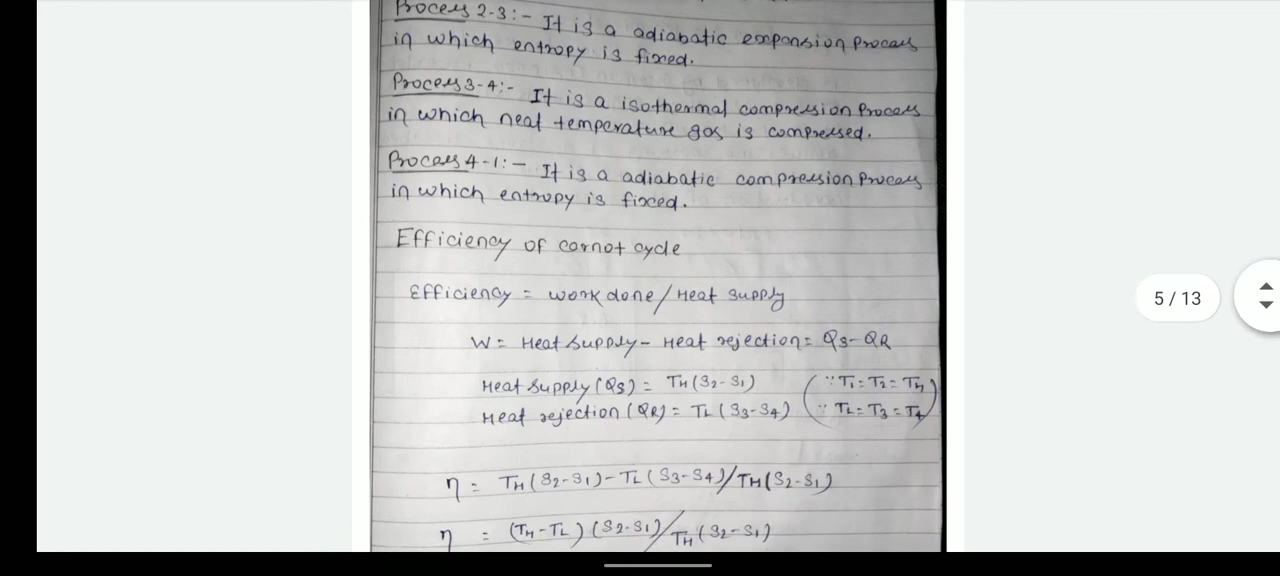 Process 2-3:- It is a adiabatic expansion process
in which entropy is fixed.
Process 3-4:- It is a isothermal compression process
in which heat temperature gas is compressed.
Process 4-1:- It is a adiabatic compression process
in which entropy is fixed.
Efficiency of carnot cycle
Efficiency = work done/Heat supply
W = Heat supply - Heat rejection = QS-QR
Heat supply (QS) = TH (S2-S1) (∵ T1 = T2 = TH
Heat rejection (QR) = TL (S3-S4) ∵ TL = T3 = T4)
η = TH (S2-S1) - TL (S3-S4)/TH (S2-S1)
η = (TH-TL) (S2-S1)/TH (S2-S1)
5 / 13